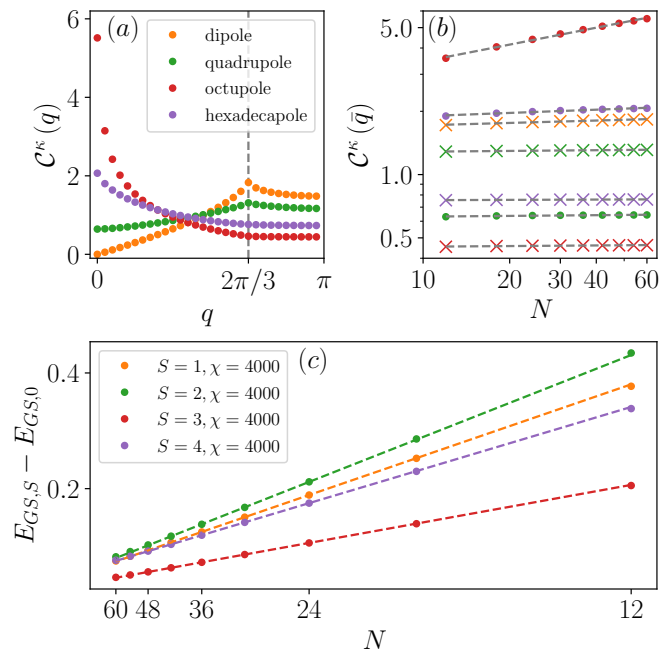 (a)
dipole
quadrupole
octupole
hexadecapole
6
4
2
0
𝒞^κ (q)
0
2π/3
π
q
(b)
5.0
1.0
0.5
𝒞^κ (q̄)
10
20
30
40
60
N
(c)
S = 1, χ = 4000
S = 2, χ = 4000
S = 3, χ = 4000
S = 4, χ = 4000
0.4
0.2
E_{GS,S} − E_{GS,0}
60
48
36
24
12
N